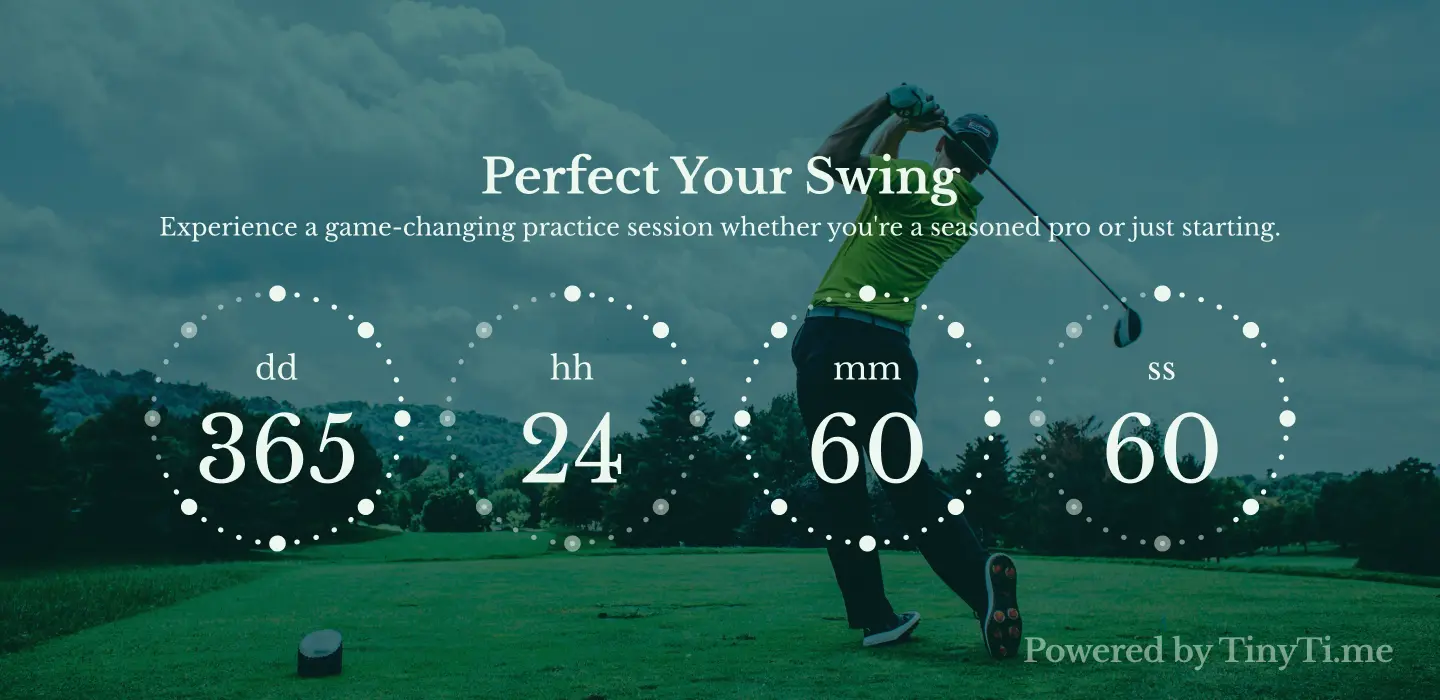 Perfect Your Swing
Experience a game-changing practice session whether you're a seasoned pro or just starting.
dd hh mm ss
365 24 60 60
Powered by TinyTi.me